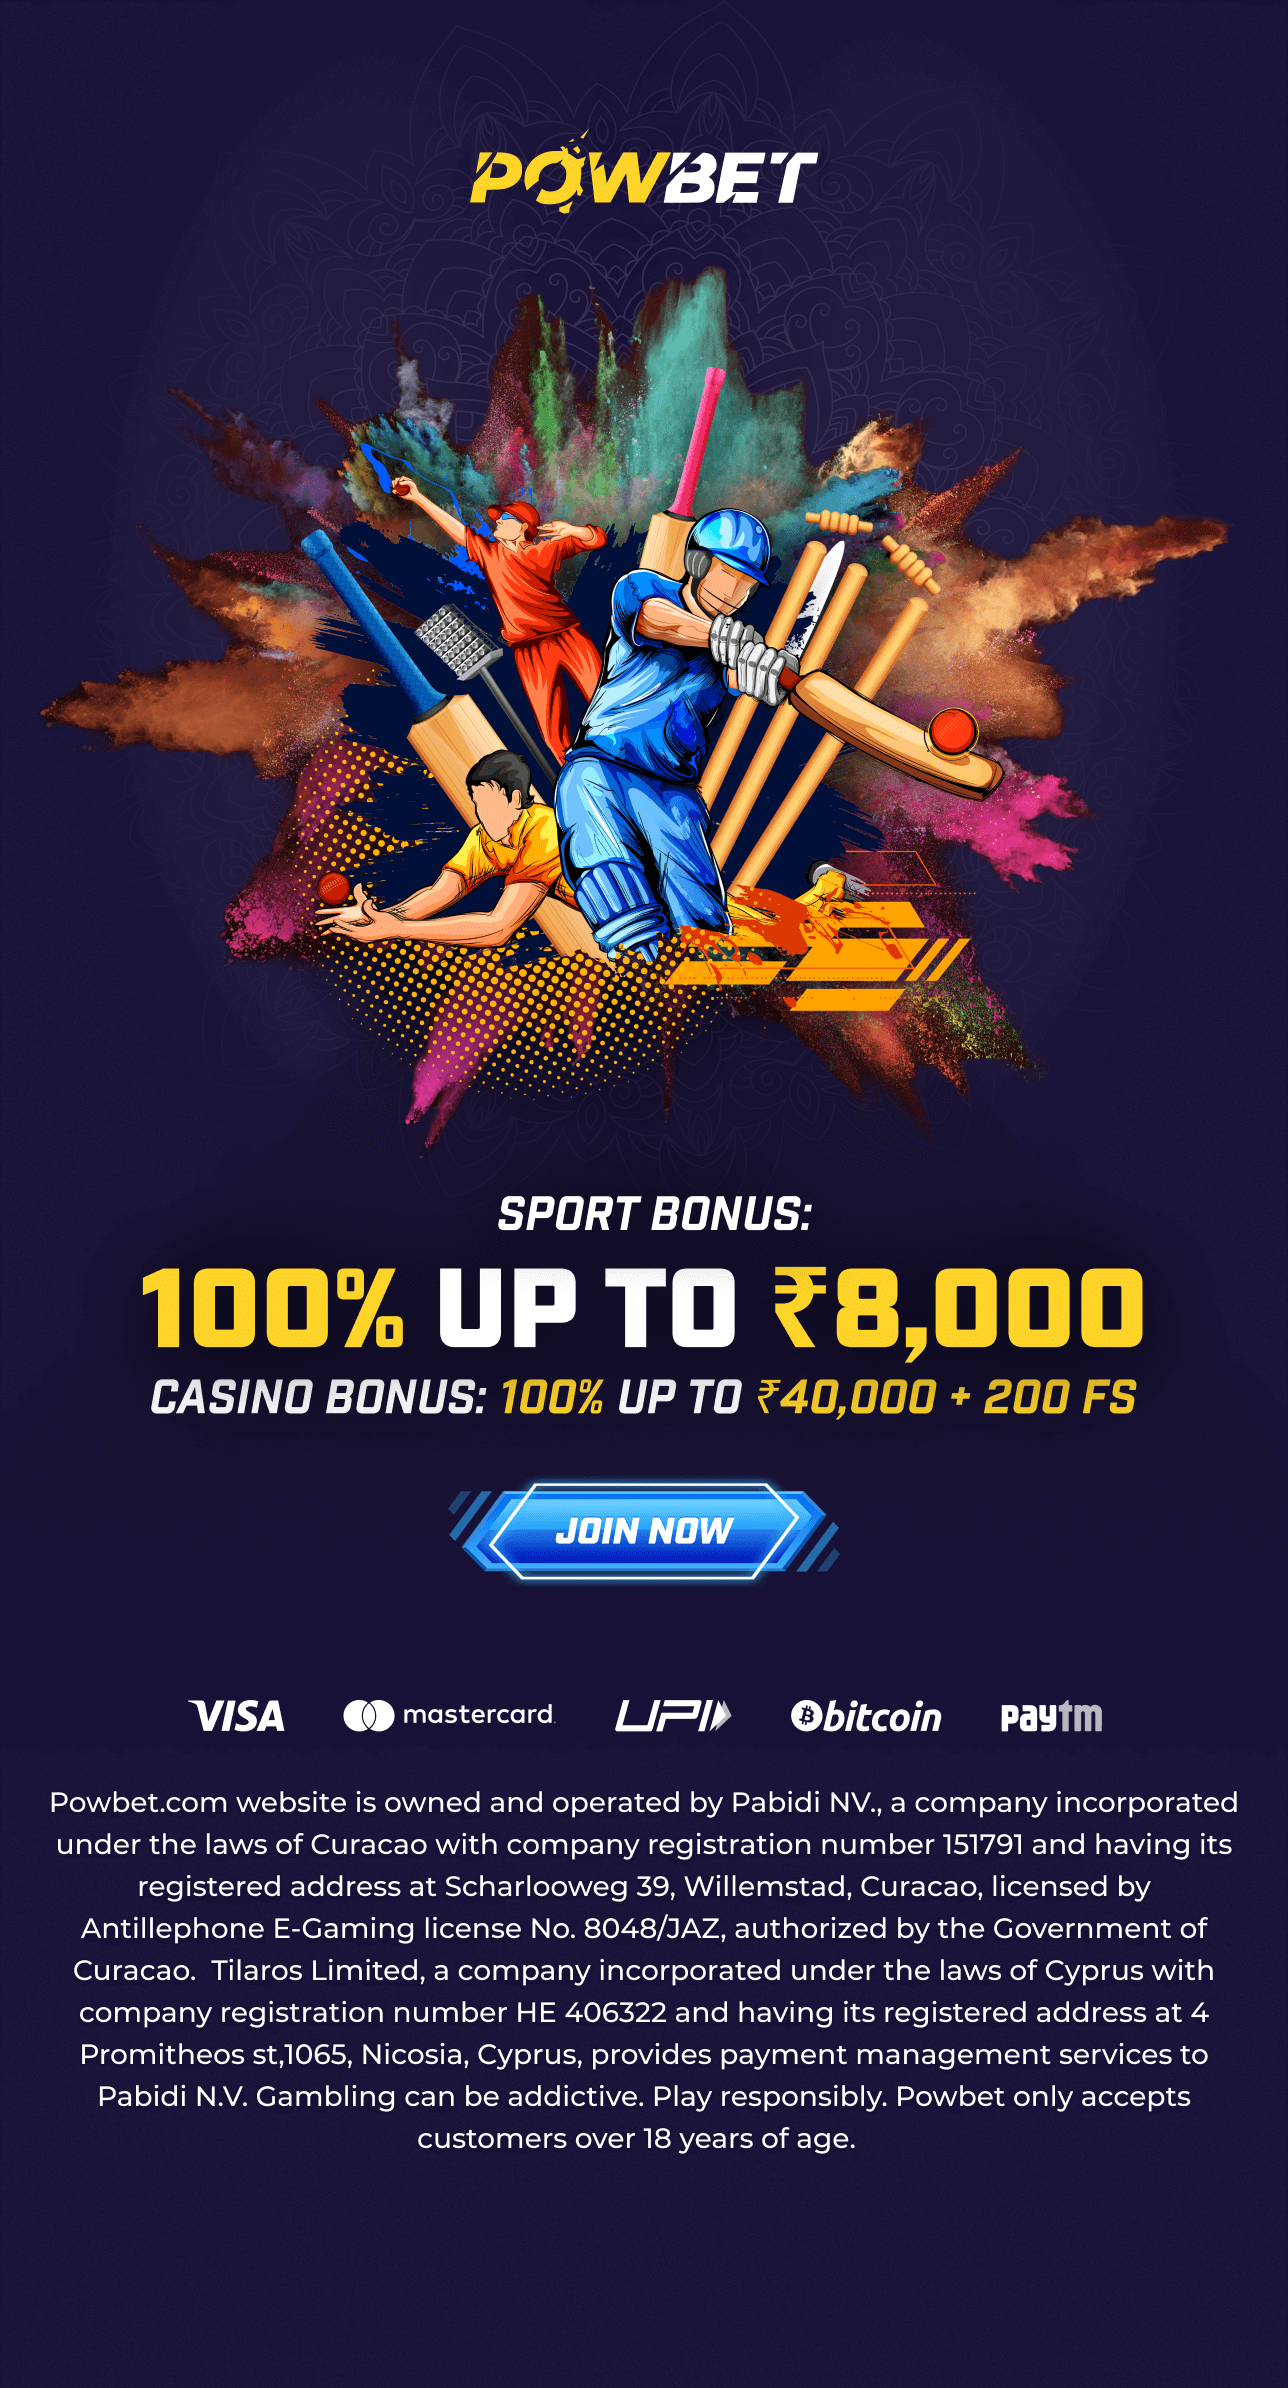 POWBET
SPORT BONUS:
100% UP TO ₹8,000
CASINO BONUS: 100% UP TO ₹40,000 + 200 FS
JOIN NOW
VISA mastercard. UPI bitcoin paytm
Powbet.com website is owned and operated by Pabidi NV., a company incorporated
under the laws of Curacao with company registration number 151791 and having its
registered address at Scharlooweg 39, Willemstad, Curacao, licensed by
Antillephone E-Gaming license No. 8048/JAZ, authorized by the Government of
Curacao.  Tilaros Limited, a company incorporated under the laws of Cyprus with
company registration number HE 406322 and having its registered address at 4
Promitheos st,1065, Nicosia, Cyprus, provides payment management services to
Pabidi N.V. Gambling can be addictive. Play responsibly. Powbet only accepts
customers over 18 years of age.